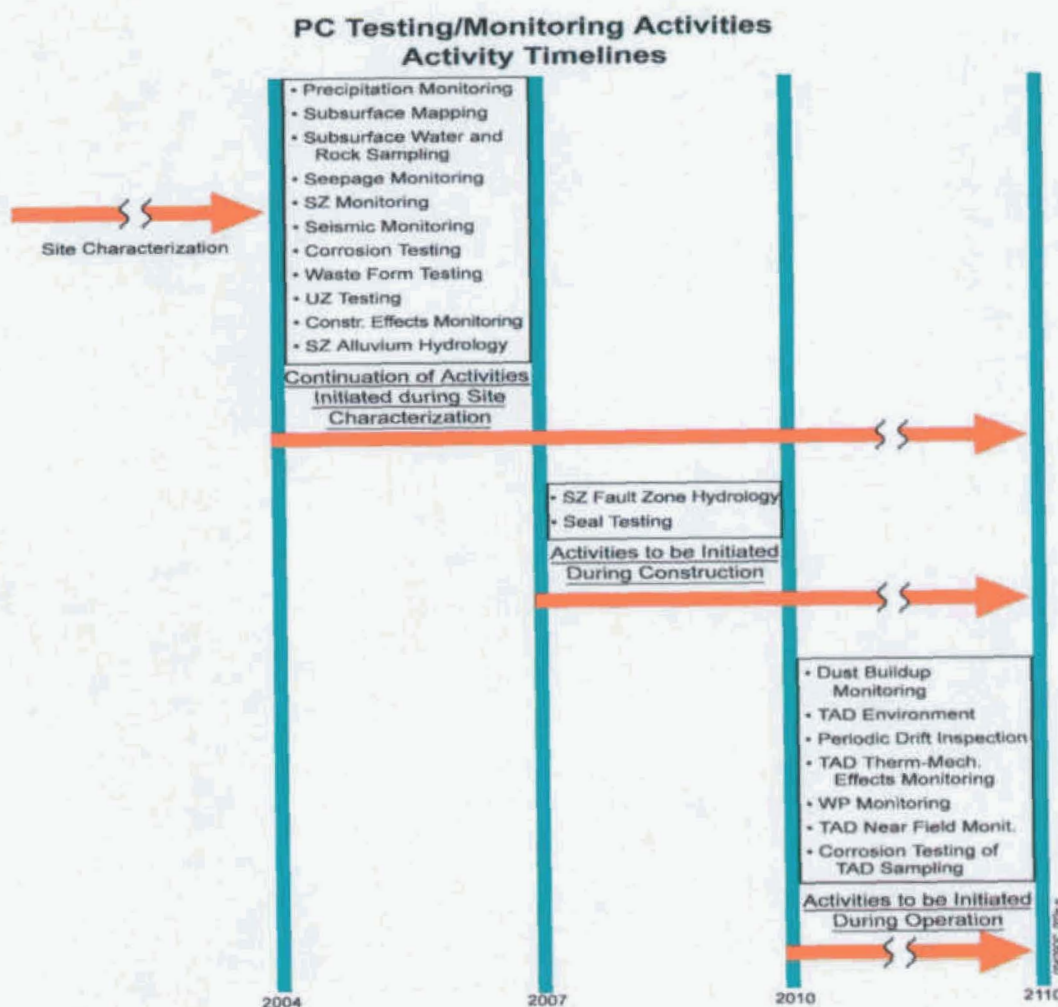 PC Testing/Monitoring Activities
Activity Timelines
• Precipitation Monitoring
• Subsurface Mapping
• Subsurface Water and
Rock Sampling
• Seepage Monitoring
• SZ Monitoring
• Seismic Monitoring
• Corrosion Testing
• Waste Form Testing
• UZ Testing
• Constr. Effects Monitoring
• SZ Alluvium Hydrology
Site Characterization
Continuation of Activities
Initiated during Site
Characterization
• SZ Fault Zone Hydrology
• Seal Testing
Activities to be Initiated
During Construction
• Dust Buildup
Monitoring
• TAD Environment
• Periodic Drift Inspection
• TAD Therm-Mech.
Effects Monitoring
• WP Monitoring
• TAD Near Field Monit.
• Corrosion Testing of
TAD Sampling
Activities to be Initiated
During Operation
2004
2007
2010
2110